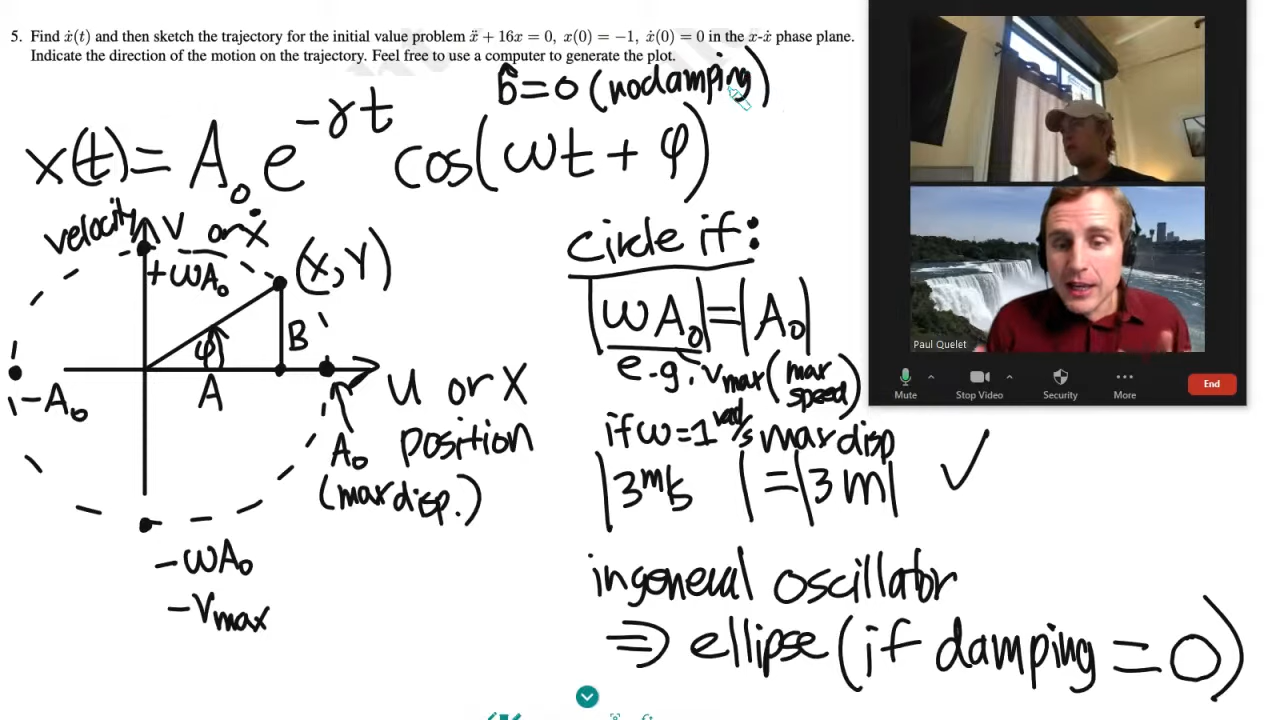 5. Find ẋ(t) and then sketch the trajectory for the initial value problem ẍ + 16x = 0, x(0) = −1, ẋ(0) = 0 in the x-ẋ phase plane.
Indicate the direction of the motion on the trajectory. Feel free to use a computer to generate the plot.
b̂ = 0 (no damping)
x(t) = A₀ e^(-γt) cos(ωt + φ)
velocity V or ẋ
+ωA₀
(X, Y)
B
φ
A
-A₀
u or X
position
A₀
(max disp.)
-ωA₀
-Vmax
Circle if:
|ωA₀| = |A₀|
e.g. Vmax (max speed)
if ω = 1 rad/s max disp
|3 m/s | = |3 m| ✓
in general oscillator
⇒ ellipse (if damping = 0)
Paul Quelet
Mute
Stop Video
Security
More
End